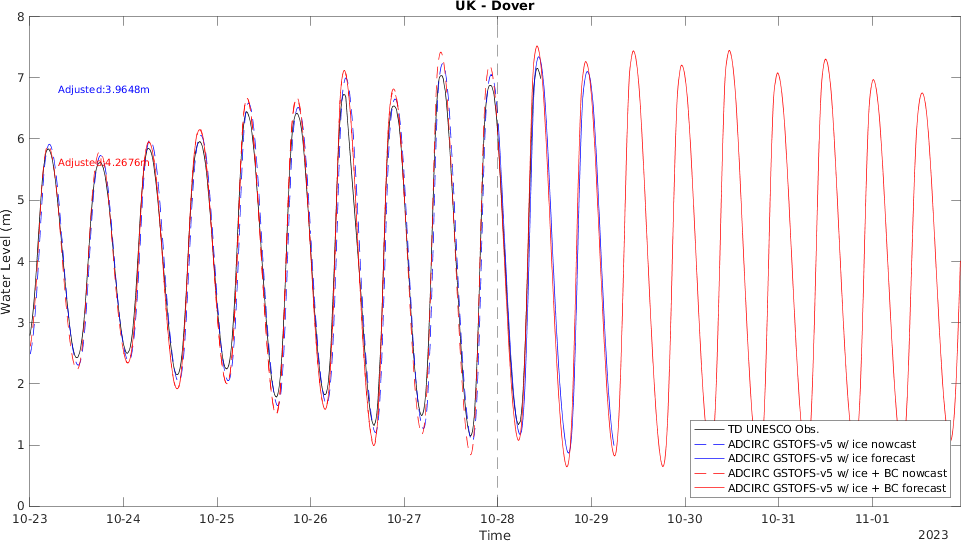 UK - Dover
8
7
6
5
4
3
2
1
0
Water Level (m)
Adjusted:3.9648m
Adjusted:4.2676m
TD UNESCO Obs.
ADCIRC GSTOFS-v5 w/ ice nowcast
ADCIRC GSTOFS-v5 w/ ice forecast
ADCIRC GSTOFS-v5 w/ ice + BC nowcast
ADCIRC GSTOFS-v5 w/ ice + BC forecast
10-23 10-24 10-25 10-26 10-27 10-28 10-29 10-30 10-31 11-01
Time
2023